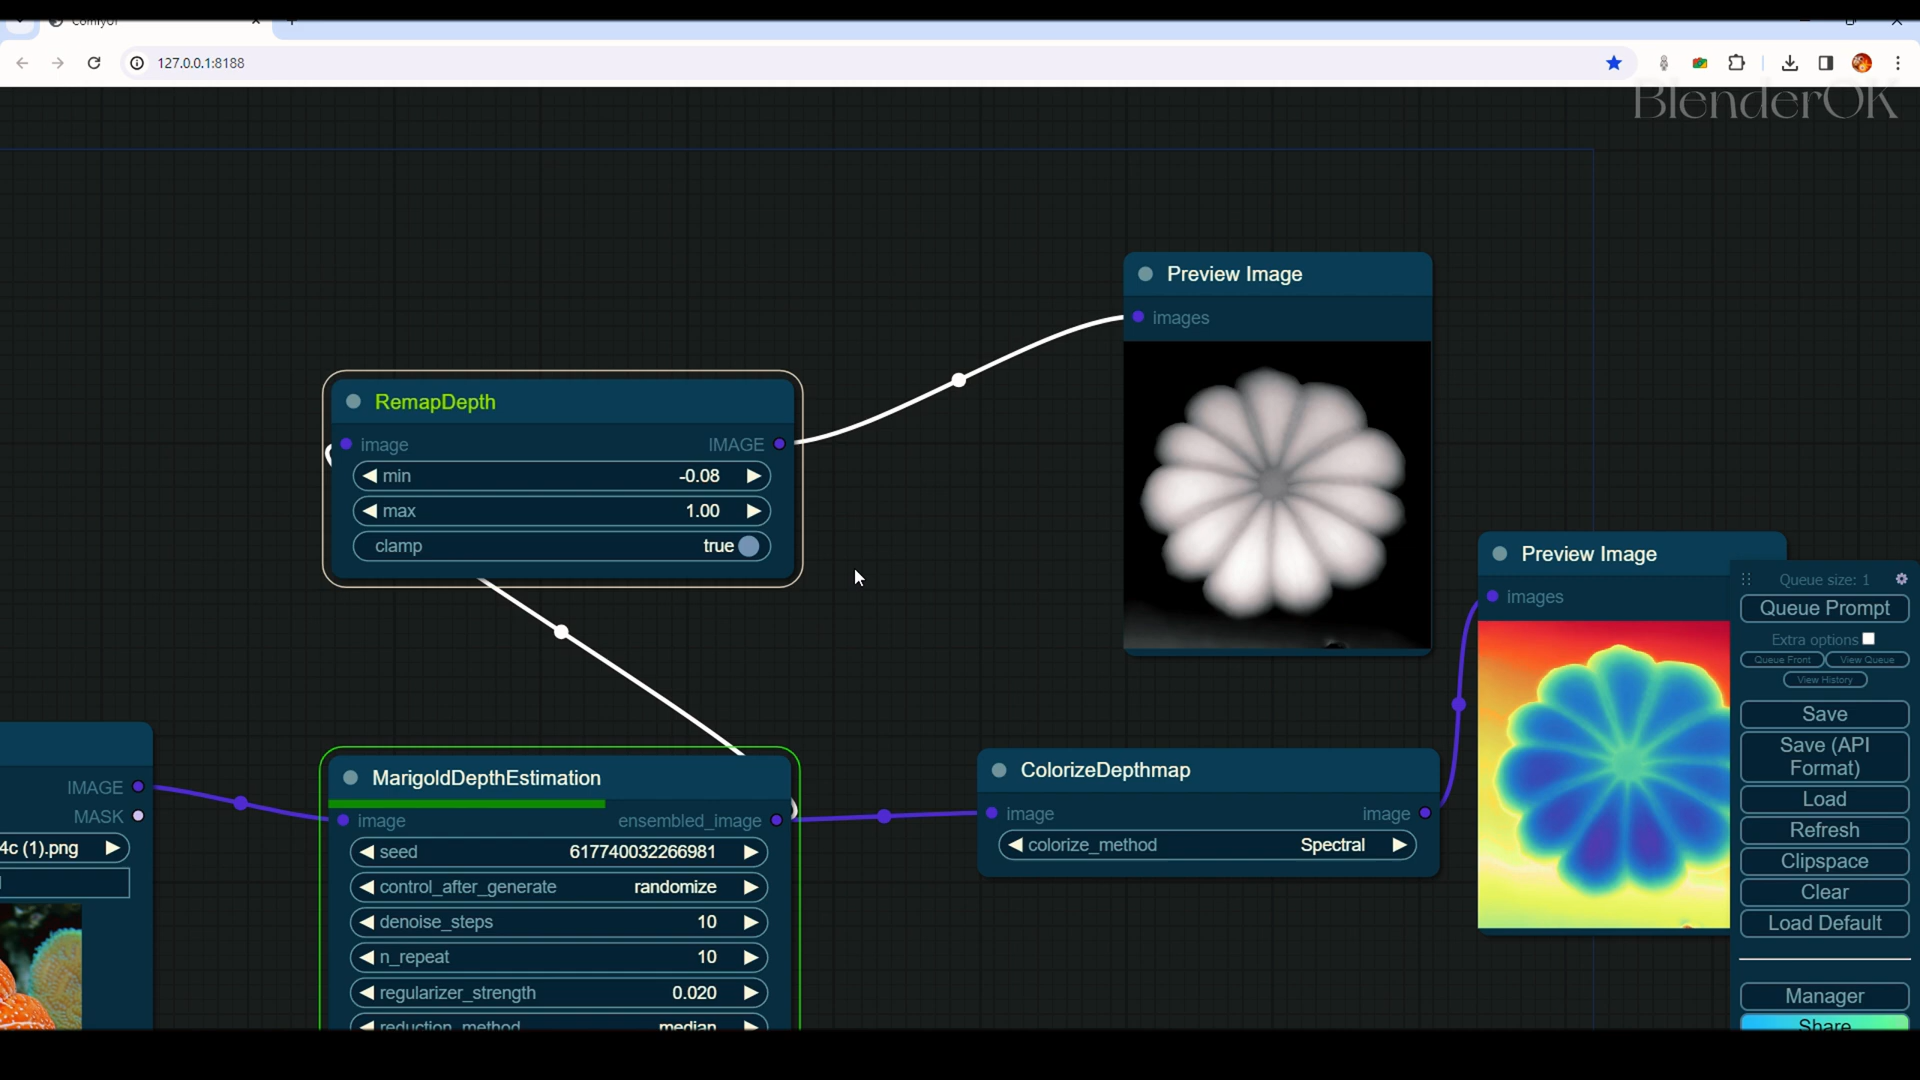 ComfyUI
127.0.0.1:8188
BlenderOK
Preview Image
images
RemapDepth
image IMAGE
min -0.08
max 1.00
clamp true
Preview Image
images
Queue size: 1
Queue Prompt
Extra options
Queue Front View Queue
View History
Save
Save (API
Format)
Load
Refresh
Clipspace
Clear
Load Default
Manager
Share
IMAGE
MASK
4c (1).png
MarigoldDepthEstimation
image ensembled_image
seed 617740032266981
control_after_generate randomize
denoise_steps 10
n_repeat 10
regularizer_strength 0.020
reduction_method median
ColorizeDepthmap
image image
colorize_method Spectral